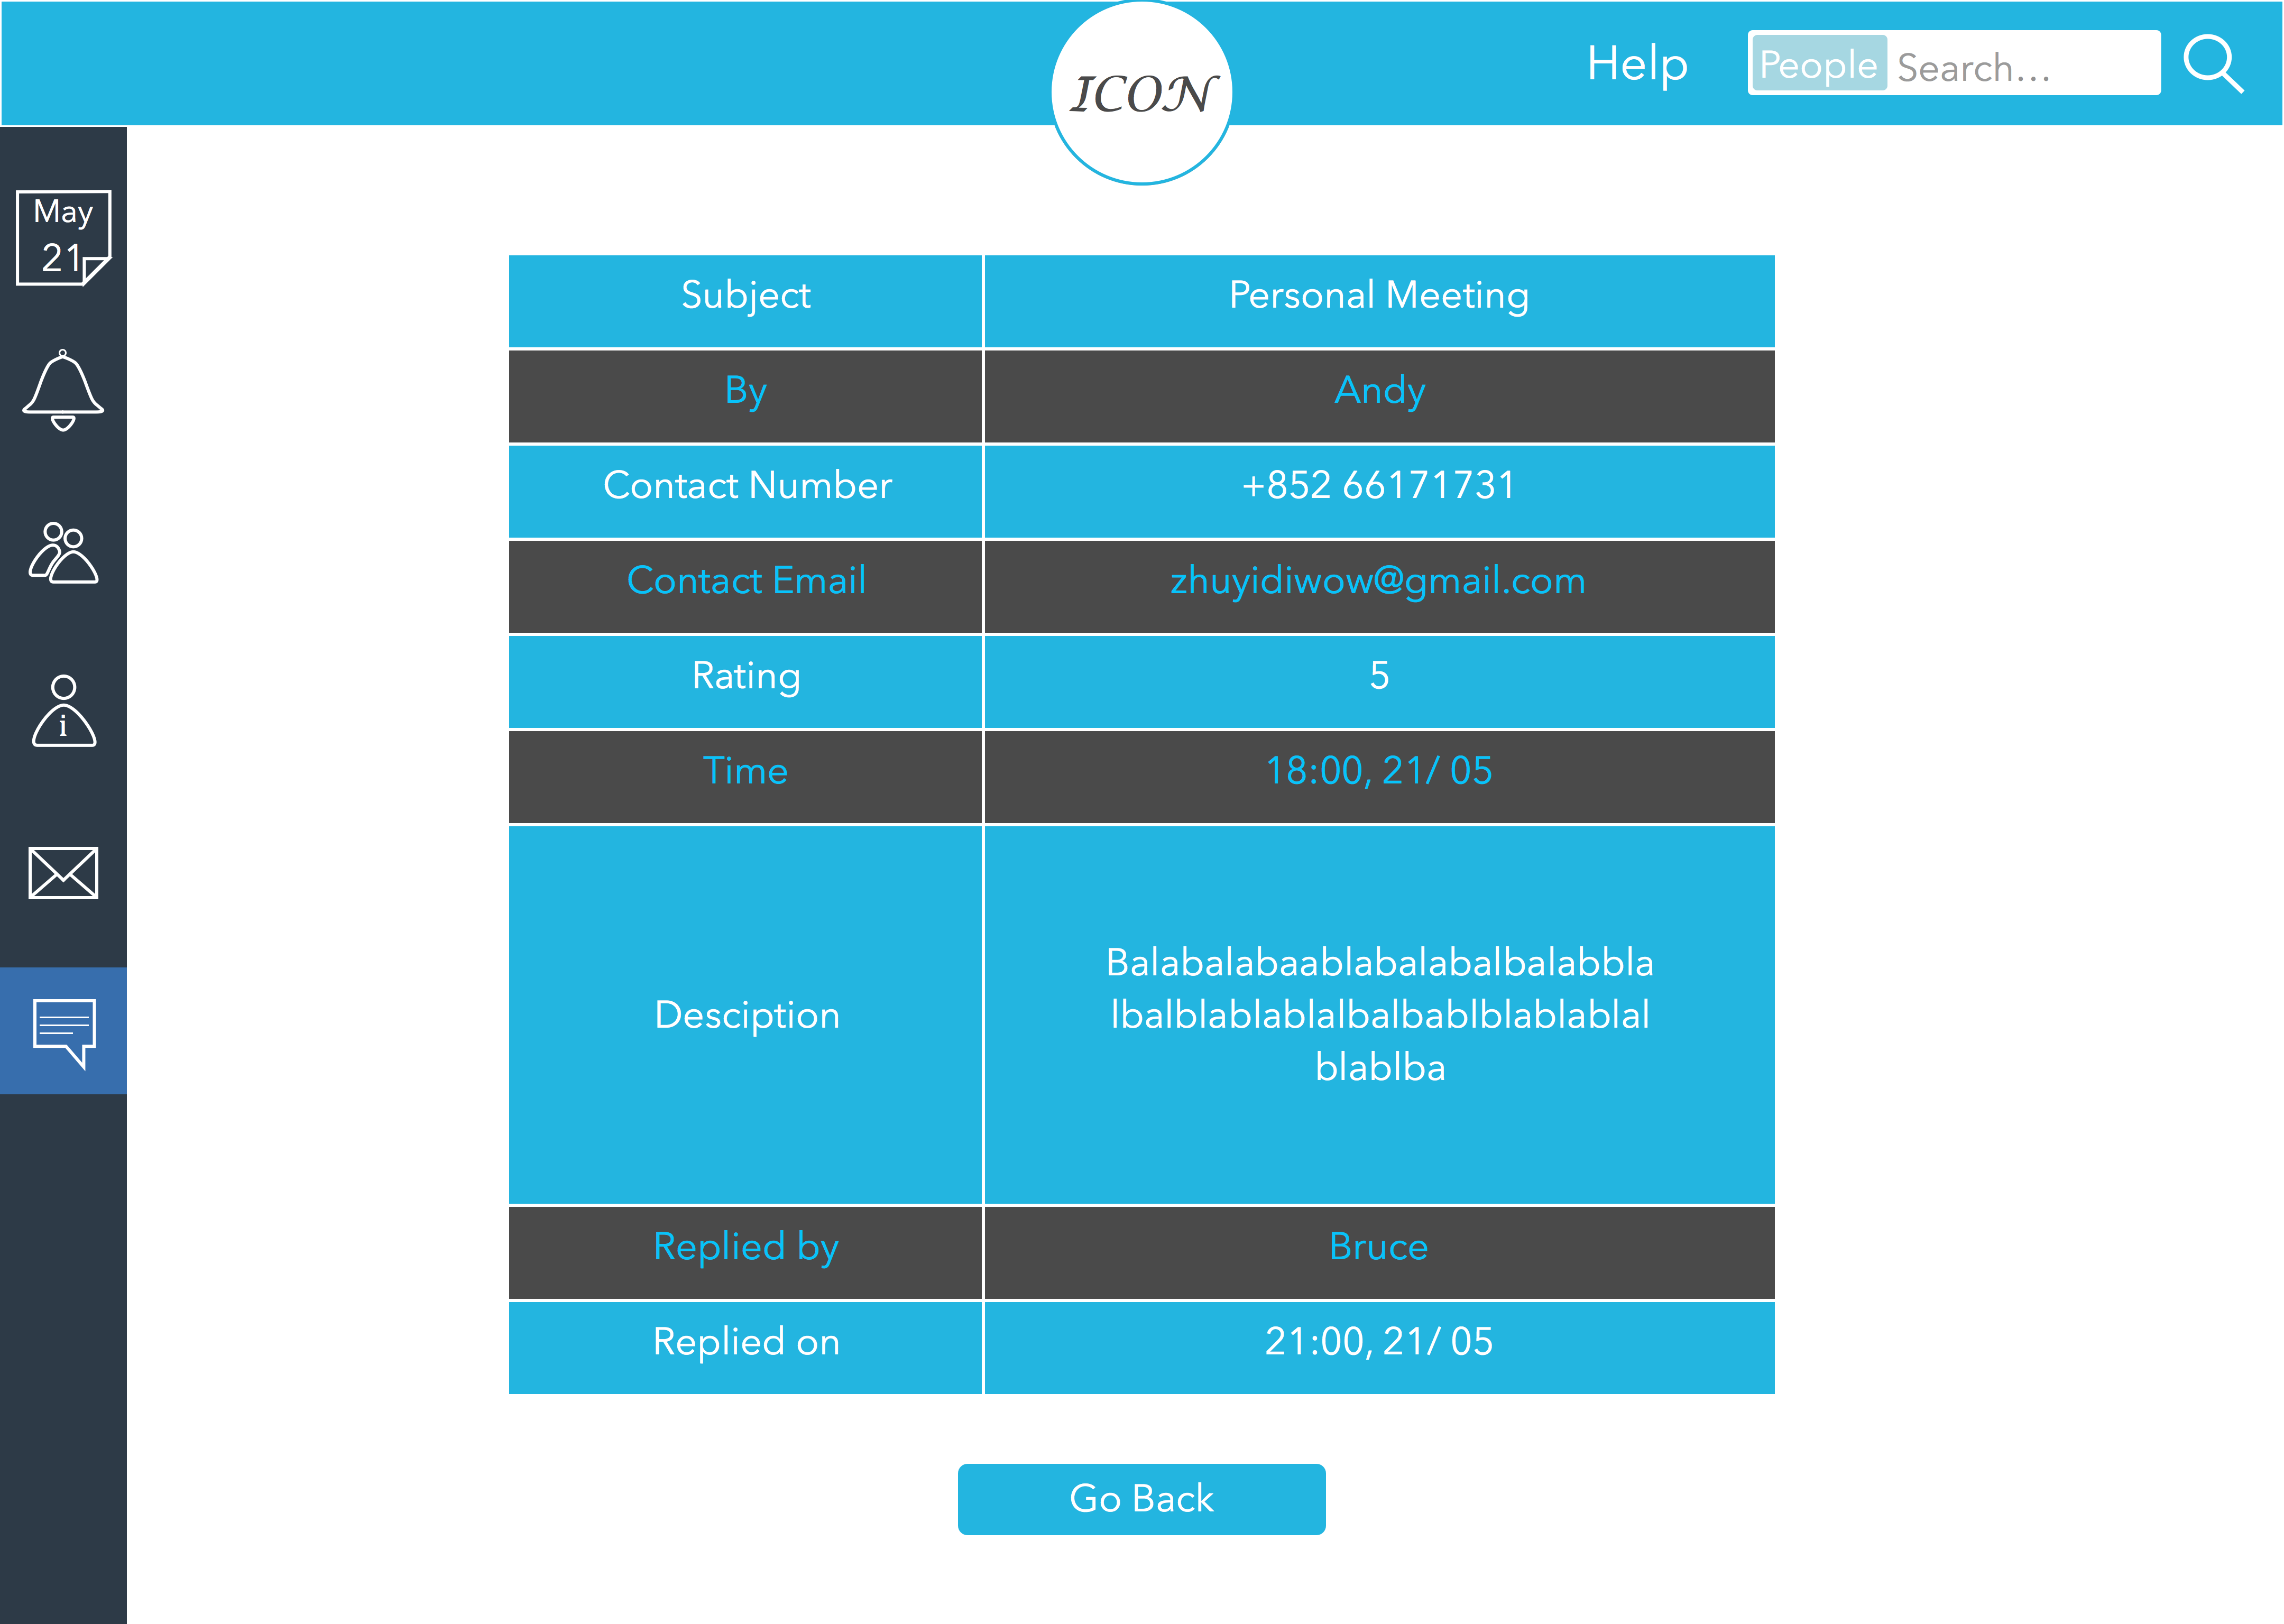 ICON
Help
People Search...
May
21
i
Subject Personal Meeting
By Andy
Contact Number +852 66171731
Contact Email zhuyidiwow@gmail.com
Rating 5
Time 18:00, 21/ 05
Desciption
Balabalabaablabalabalbalabbla
lbalblablablalbalbablblablablal
blablba
Replied by Bruce
Replied on 21:00, 21/ 05
Go Back